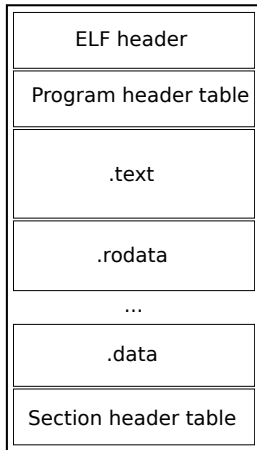 ELF header
Program header table
.text
.rodata
...
.data
Section header table